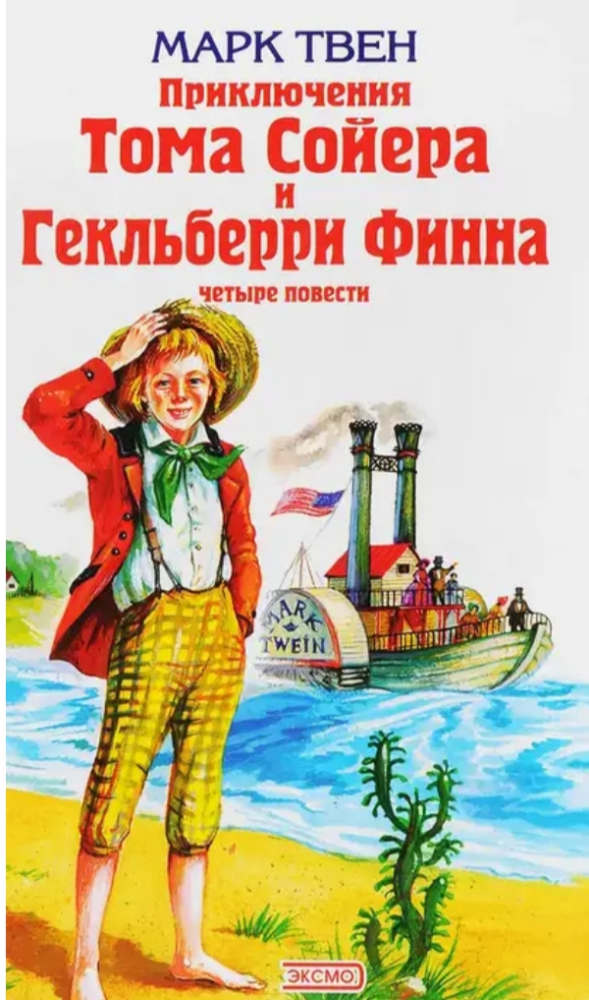 МАРК ТВЕН
Приключения
Тома Сойера
и
Гекльберри Финна
четыре повести
MARK
TWEIN
ЭКСМО